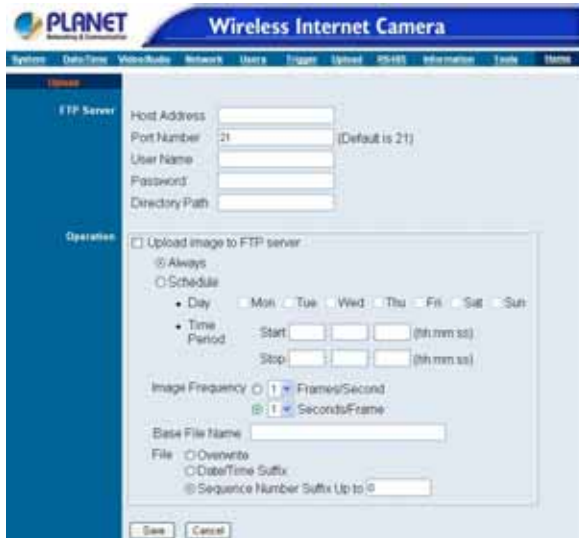 PLANET
Networking & Communication
Wireless Internet Camera
System Date/Time Video/Audio Network Users Trigger Upload RS485 Information Tools Home
Upload
FTP Server
Host Address
Port Number 21 (Default is 21)
User Name
Password
Directory Path
Operation
Upload image to FTP server
Always
Schedule
• Day Mon Tue Wed Thu Fri Sat Sun
• Time Period Start : : (hh:mm:ss)
Stop : : (hh:mm:ss)
Image Frequency 1 Frames/Second
1 Seconds/Frame
Base File Name
File Overwrite
Date/Time Suffix
Sequence Number Suffix Up to 0
Save Cancel